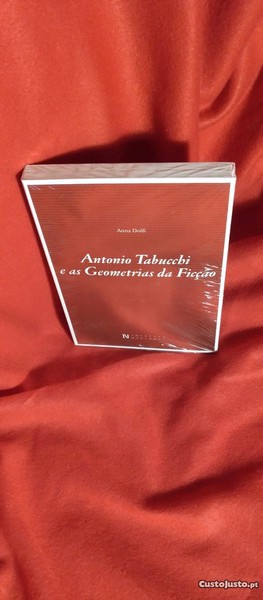 Anna Dolfi
Antonio Tabucchi
e as Geometrias da Ficção
CustoJusto.pt